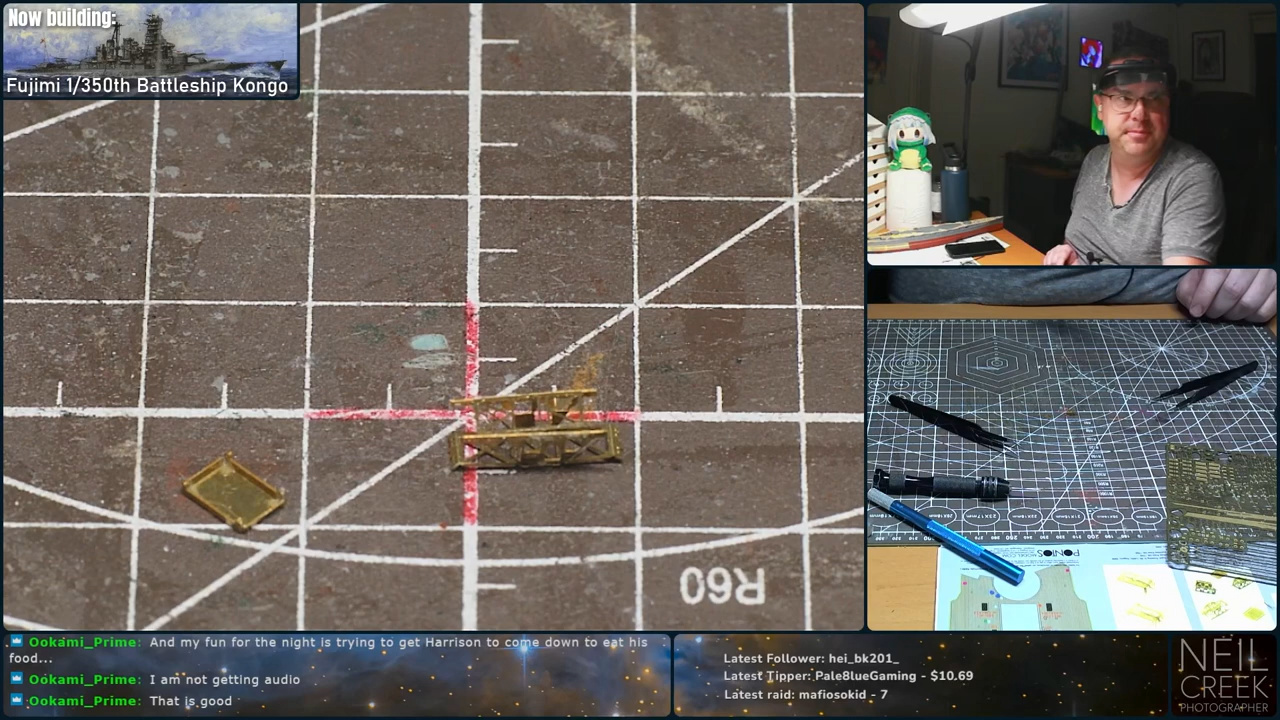 Now building:
Fujimi 1/350th Battleship Kongo
R60
PONTOS
Ookami_Prime: And my fun for the night is trying to get Harrison to come down to eat his
food...
Ookami_Prime: I am not getting audio
Ookami_Prime: That is good
Latest Follower: hei_bk201_
Latest Tipper: Pale8lueGaming - $10.69
Latest raid: mafiosokid - 7
NEIL
CREEK
PHOTOGRAPHER